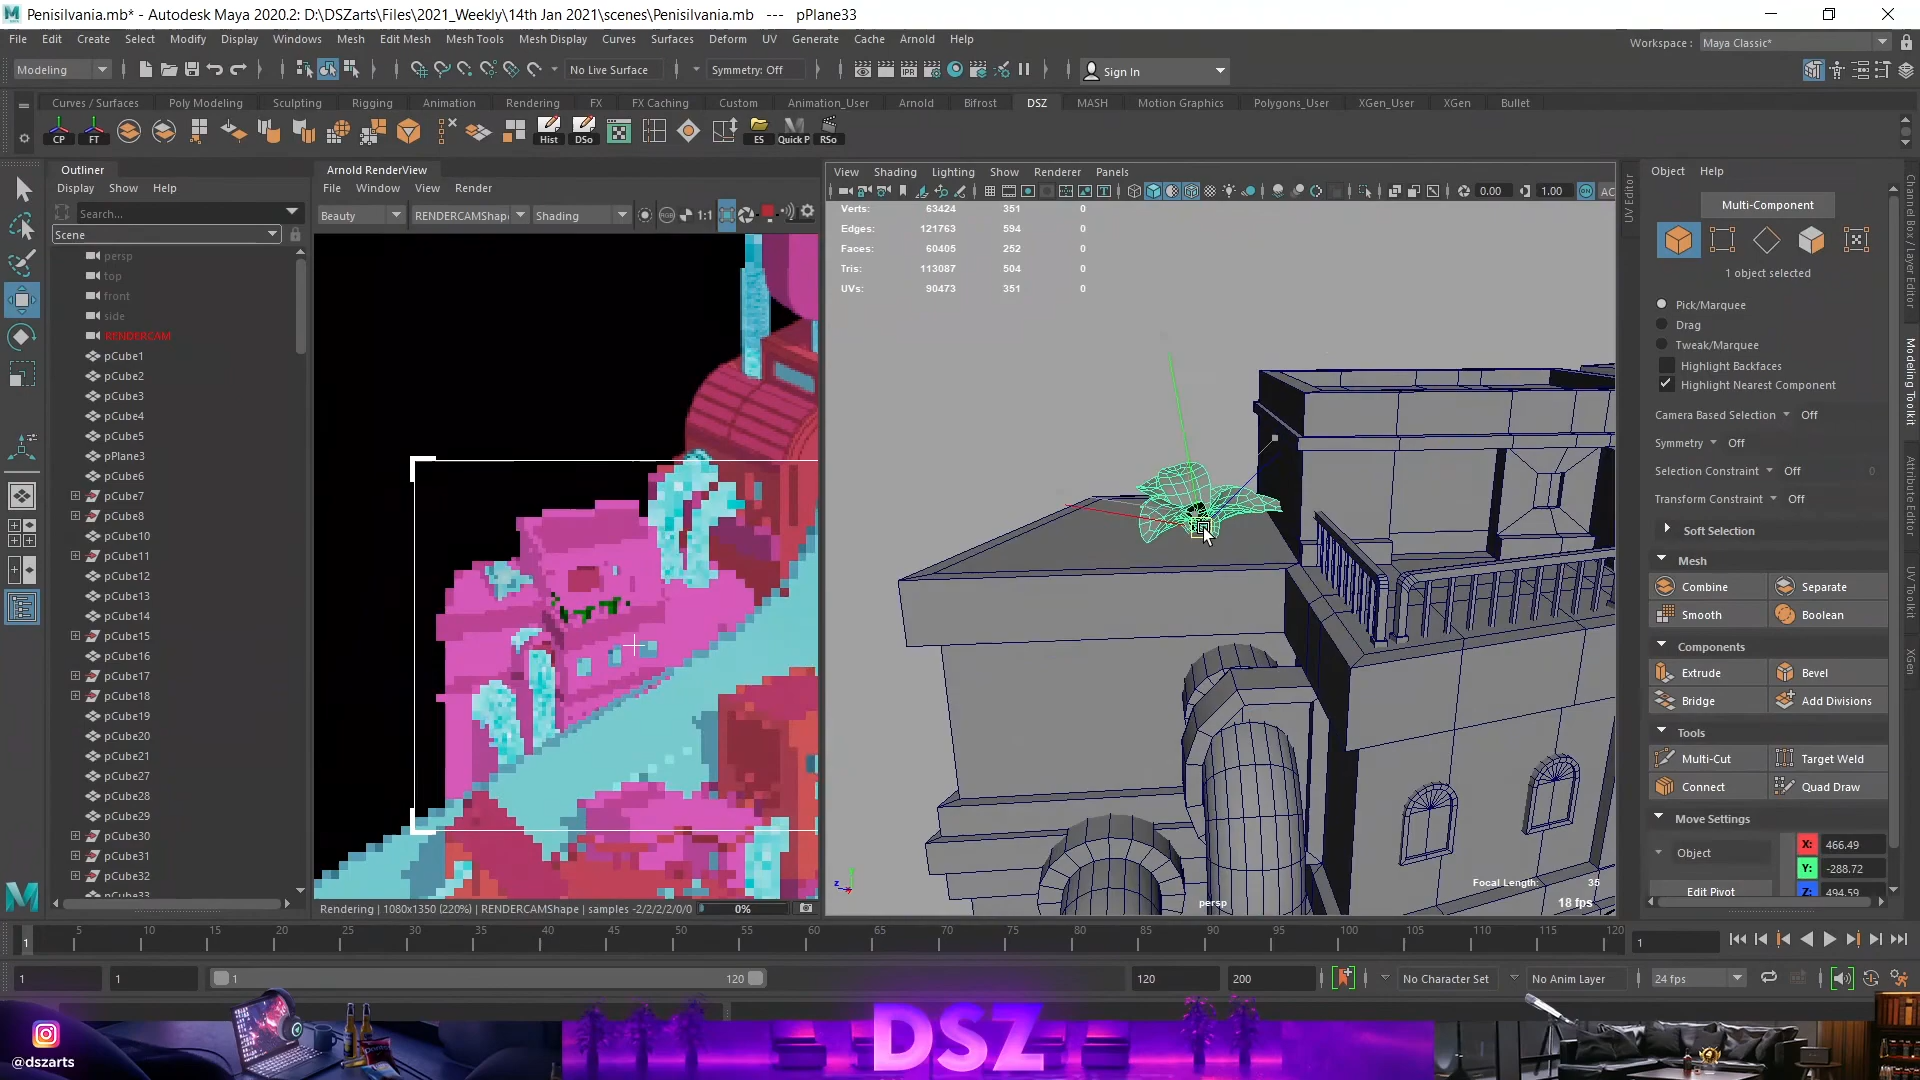 Penisilvania.mb* - Autodesk Maya 2020.2: D:\DSZarts\Files\2021_Weekly\14th Jan 2021\scenes\Penisilvania.mb --- pPlane33
File Edit Create Select Modify Display Windows Mesh Edit Mesh Mesh Tools Mesh Display Curves Surfaces Deform UV Generate Cache Arnold Help
Workspace : Maya Classic*
Modeling No Live Surface Symmetry: Off Sign In
Curves / Surfaces Poly Modeling Sculpting Rigging Animation Rendering FX FX Caching Custom Animation_User Arnold Bifrost DSZ MASH Motion Graphics Polygons_User XGen_User XGen Bullet
CP FT Hist DSo ES Quick P RSo
Outliner
Display Show Help
Search...
Scene
persp
top
front
side
RENDERCAM
pCube1
pCube2
pCube3
pCube4
pCube5
pPlane3
pCube6
pCube7
pCube8
pCube10
pCube11
pCube12
pCube13
pCube14
pCube15
pCube16
pCube17
pCube18
pCube19
pCube20
pCube21
pCube27
pCube28
pCube29
pCube30
pCube31
pCube32
pCube33
Arnold RenderView
File Window View Render
Beauty RENDERCAMShap Shading 1:1
Rendering | 1080x1350 (220%) | RENDERCAMShape | samples -2/2/2/2/0/0 0%
View Shading Lighting Show Renderer Panels
0.00 1.00 ON AC
Verts: 63424 351 0
Edges: 121763 594 0
Faces: 60405 252 0
Tris: 113087 504 0
UVs: 90473 351 0
Focal Length: 35
persp
18 fps
UV Editor
Object Help
Multi-Component
1 object selected
Pick/Marquee
Drag
Tweak/Marquee
Highlight Backfaces
Highlight Nearest Component
Camera Based Selection Off
Symmetry Off
Selection Constraint Off 0
Transform Constraint Off
Soft Selection
Mesh
Combine Separate
Smooth Boolean
Components
Extrude Bevel
Bridge Add Divisions
Tools
Multi-Cut Target Weld
Connect Quad Draw
Move Settings
Object
X: 466.49
Y: -288.72
Edit Pivot Z: 494.59
Channel Box / Layer Editor
Modeling Toolkit
Attribute Editor
UV Toolkit
XGen
1 5 10 15 20 25 30 35 40 45 50 55 60 65 70 75 80 85 90 95 100 105 110 115 120 1
1 1 1 120 120 200 No Character Set No Anim Layer 24 fps
DSZ
@dszarts